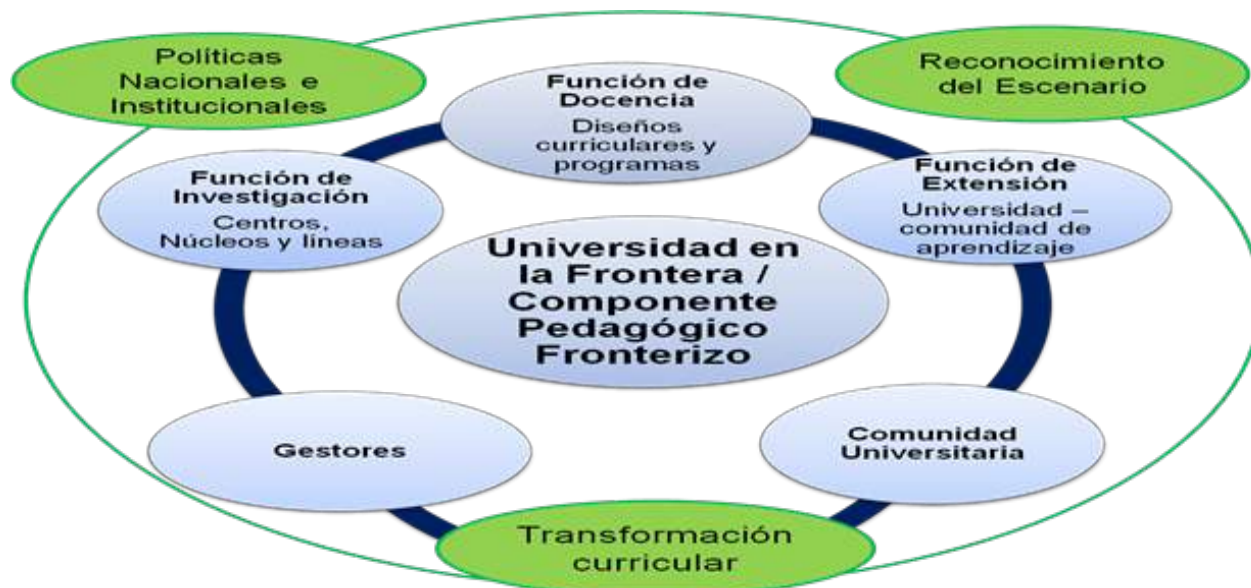 Políticas
Nacionales e
Institucionales
Reconocimiento
del Escenario
Función de
Docencia
Diseños
curriculares y
programas
Función de
Investigación
Centros,
Núcleos y líneas
Función de
Extensión
Universidad –
comunidad de
aprendizaje
Universidad en
la Frontera /
Componente
Pedagógico
Fronterizo
Gestores
Comunidad
Universitaria
Transformación
curricular